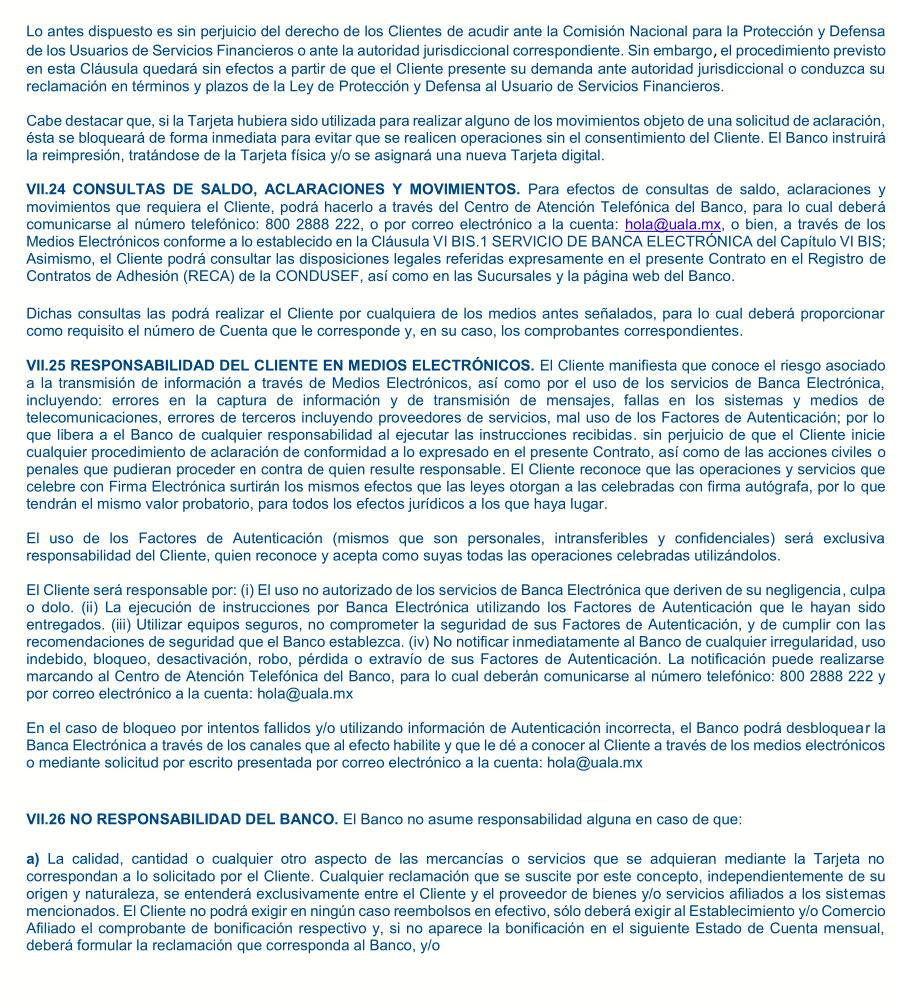 Lo antes dispuesto es sin perjuicio del derecho de los Clientes de acudir ante la Comisión Nacional para la Protección y Defensa
de los Usuarios de Servicios Financieros o ante la autoridad jurisdiccional correspondiente. Sin embargo, el procedimiento previsto
en esta Cláusula quedará sin efectos a partir de que el Cliente presente su demanda ante autoridad jurisdiccional o conduzca su
reclamación en términos y plazos de la Ley de Protección y Defensa al Usuario de Servicios Financieros.
Cabe destacar que, si la Tarjeta hubiera sido utilizada para realizar alguno de los movimientos objeto de una solicitud de aclaración,
ésta se bloqueará de forma inmediata para evitar que se realicen operaciones sin el consentimiento del Cliente. El Banco instruirá
la reimpresión, tratándose de la Tarjeta física y/o se asignará una nueva Tarjeta digital.
VII.24 CONSULTAS DE SALDO, ACLARACIONES Y MOVIMIENTOS. Para efectos de consultas de saldo, aclaraciones y
movimientos que requiera el Cliente, podrá hacerlo a través del Centro de Atención Telefónica del Banco, para lo cual deberá
comunicarse al número telefónico: 800 2888 222, o por correo electrónico a la cuenta: hola@uala.mx, o bien, a través de los
Medios Electrónicos conforme a lo establecido en la Cláusula VI BIS.1 SERVICIO DE BANCA ELECTRÓNICA del Capítulo VI BIS;
Asimismo, el Cliente podrá consultar las disposiciones legales referidas expresamente en el presente Contrato en el Registro de
Contratos de Adhesión (RECA) de la CONDUSEF, así como en las Sucursales y la página web del Banco.
Dichas consultas las podrá realizar el Cliente por cualquiera de los medios antes señalados, para lo cual deberá proporcionar
como requisito el número de Cuenta que le corresponde y, en su caso, los comprobantes correspondientes.
VII.25 RESPONSABILIDAD DEL CLIENTE EN MEDIOS ELECTRÓNICOS. El Cliente manifiesta que conoce el riesgo asociado
a la transmisión de información a través de Medios Electrónicos, así como por el uso de los servicios de Banca Electrónica,
incluyendo: errores en la captura de información y de transmisión de mensajes, fallas en los sistemas y medios de
telecomunicaciones, errores de terceros incluyendo proveedores de servicios, mal uso de los Factores de Autenticación; por lo
que libera a el Banco de cualquier responsabilidad al ejecutar las instrucciones recibidas. sin perjuicio de que el Cliente inicie
cualquier procedimiento de aclaración de conformidad a lo expresado en el presente Contrato, así como de las acciones civiles o
penales que pudieran proceder en contra de quien resulte responsable. El Cliente reconoce que las operaciones y servicios que
celebre con Firma Electrónica surtirán los mismos efectos que las leyes otorgan a las celebradas con firma autógrafa, por lo que
tendrán el mismo valor probatorio, para todos los efectos jurídicos a los que haya lugar.
El uso de los Factores de Autenticación (mismos que son personales, intransferibles y confidenciales) será exclusiva
responsabilidad del Cliente, quien reconoce y acepta como suyas todas las operaciones celebradas utilizándolos.
El Cliente será responsable por: (i) El uso no autorizado de los servicios de Banca Electrónica que deriven de su negligencia, culpa
o dolo. (ii) La ejecución de instrucciones por Banca Electrónica utilizando los Factores de Autenticación que le hayan sido
entregados. (iii) Utilizar equipos seguros, no comprometer la seguridad de sus Factores de Autenticación, y de cumplir con las
recomendaciones de seguridad que el Banco establezca. (iv) No notificar inmediatamente al Banco de cualquier irregularidad, uso
indebido, bloqueo, desactivación, robo, pérdida o extravío de sus Factores de Autenticación. La notificación puede realizarse
marcando al Centro de Atención Telefónica del Banco, para lo cual deberán comunicarse al número telefónico: 800 2888 222 y
por correo electrónico a la cuenta: hola@uala.mx
En el caso de bloqueo por intentos fallidos y/o utilizando información de Autenticación incorrecta, el Banco podrá desbloquear la
Banca Electrónica a través de los canales que al efecto habilite y que le dé a conocer al Cliente a través de los medios electrónicos
o mediante solicitud por escrito presentada por correo electrónico a la cuenta: hola@uala.mx
VII.26 NO RESPONSABILIDAD DEL BANCO. El Banco no asume responsabilidad alguna en caso de que:
a) La calidad, cantidad o cualquier otro aspecto de las mercancías o servicios que se adquieran mediante la Tarjeta no
correspondan a lo solicitado por el Cliente. Cualquier reclamación que se suscite por este concepto, independientemente de su
origen y naturaleza, se entenderá exclusivamente entre el Cliente y el proveedor de bienes y/o servicios afiliados a los sistemas
mencionados. El Cliente no podrá exigir en ningún caso reembolsos en efectivo, sólo deberá exigir al Establecimiento y/o Comercio
Afiliado el comprobante de bonificación respectivo y, si no aparece la bonificación en el siguiente Estado de Cuenta mensual,
deberá formular la reclamación que corresponda al Banco, y/o